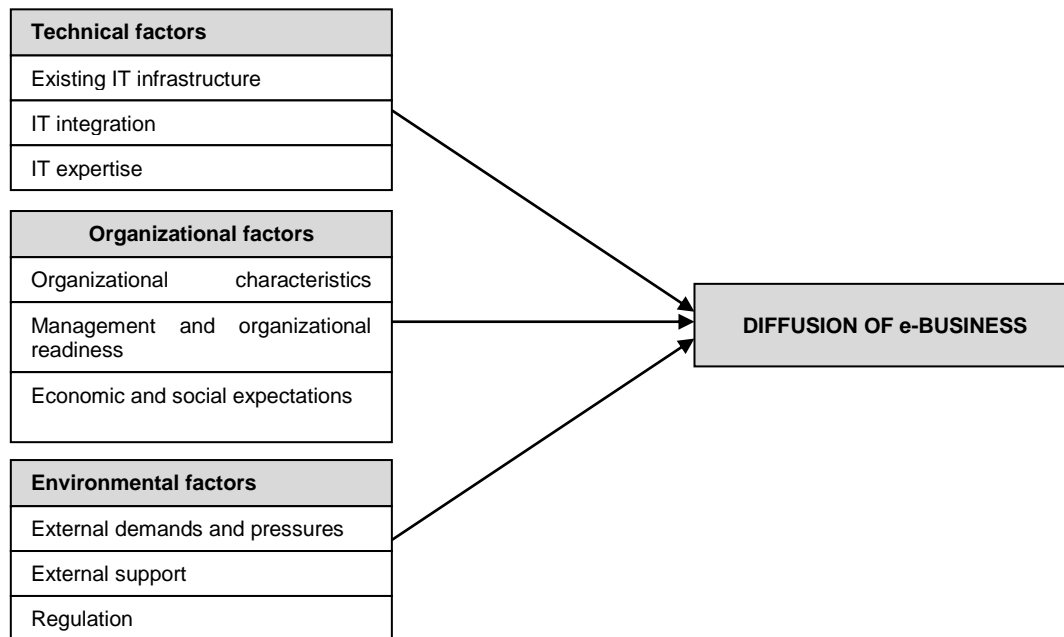 Technical factors
Existing IT infrastructure
IT integration
IT expertise
Organizational factors
Organizational characteristics
Management and organizational
readiness
Economic and social expectations
Environmental factors
External demands and pressures
External support
Regulation
DIFFUSION OF e-BUSINESS